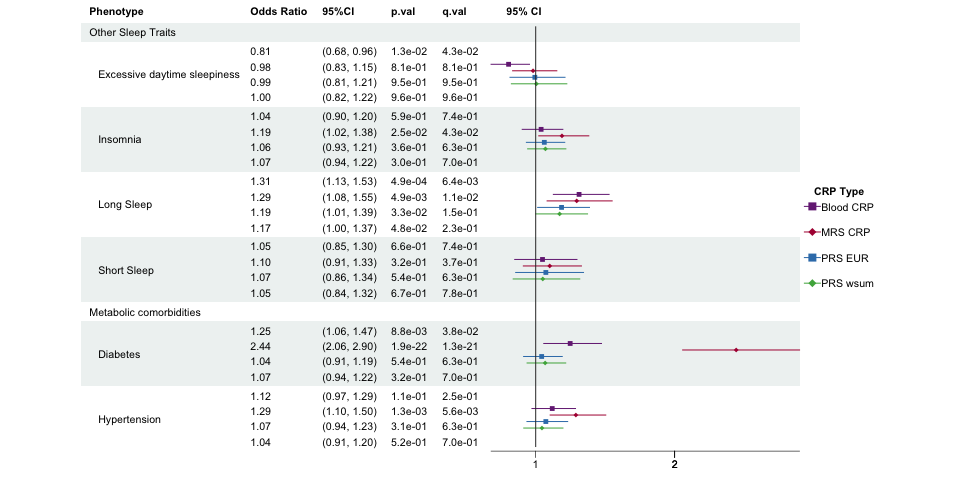 Phenotype Odds Ratio 95%CI p.val q.val 95% CI
Other Sleep Traits
0.81 (0.68, 0.96) 1.3e-02 4.3e-02
0.98 (0.83, 1.15) 8.1e-01 8.1e-01
Excessive daytime sleepiness
0.99 (0.81, 1.21) 9.5e-01 9.5e-01
1.00 (0.82, 1.22) 9.6e-01 9.6e-01
1.04 (0.90, 1.20) 5.9e-01 7.4e-01
1.19 (1.02, 1.38) 2.5e-02 4.3e-02
Insomnia
1.06 (0.93, 1.21) 3.6e-01 6.3e-01
1.07 (0.94, 1.22) 3.0e-01 7.0e-01
1.31 (1.13, 1.53) 4.9e-04 6.4e-03
1.29 (1.08, 1.55) 4.9e-03 1.1e-02
Long Sleep
1.19 (1.01, 1.39) 3.3e-02 1.5e-01
1.17 (1.00, 1.37) 4.8e-02 2.3e-01
1.05 (0.85, 1.30) 6.6e-01 7.4e-01
1.10 (0.91, 1.33) 3.2e-01 3.7e-01
Short Sleep
1.07 (0.86, 1.34) 5.4e-01 6.3e-01
1.05 (0.84, 1.32) 6.7e-01 7.8e-01
Metabolic comorbidities
1.25 (1.06, 1.47) 8.8e-03 3.8e-02
2.44 (2.06, 2.90) 1.9e-22 1.3e-21
Diabetes
1.04 (0.91, 1.19) 5.4e-01 6.3e-01
1.07 (0.94, 1.22) 3.2e-01 7.0e-01
1.12 (0.97, 1.29) 1.1e-01 2.5e-01
1.29 (1.10, 1.50) 1.3e-03 5.6e-03
Hypertension
1.07 (0.94, 1.23) 3.1e-01 6.3e-01
1.04 (0.91, 1.20) 5.2e-01 7.0e-01
1 2
CRP Type
Blood CRP
MRS CRP
PRS EUR
PRS wsum